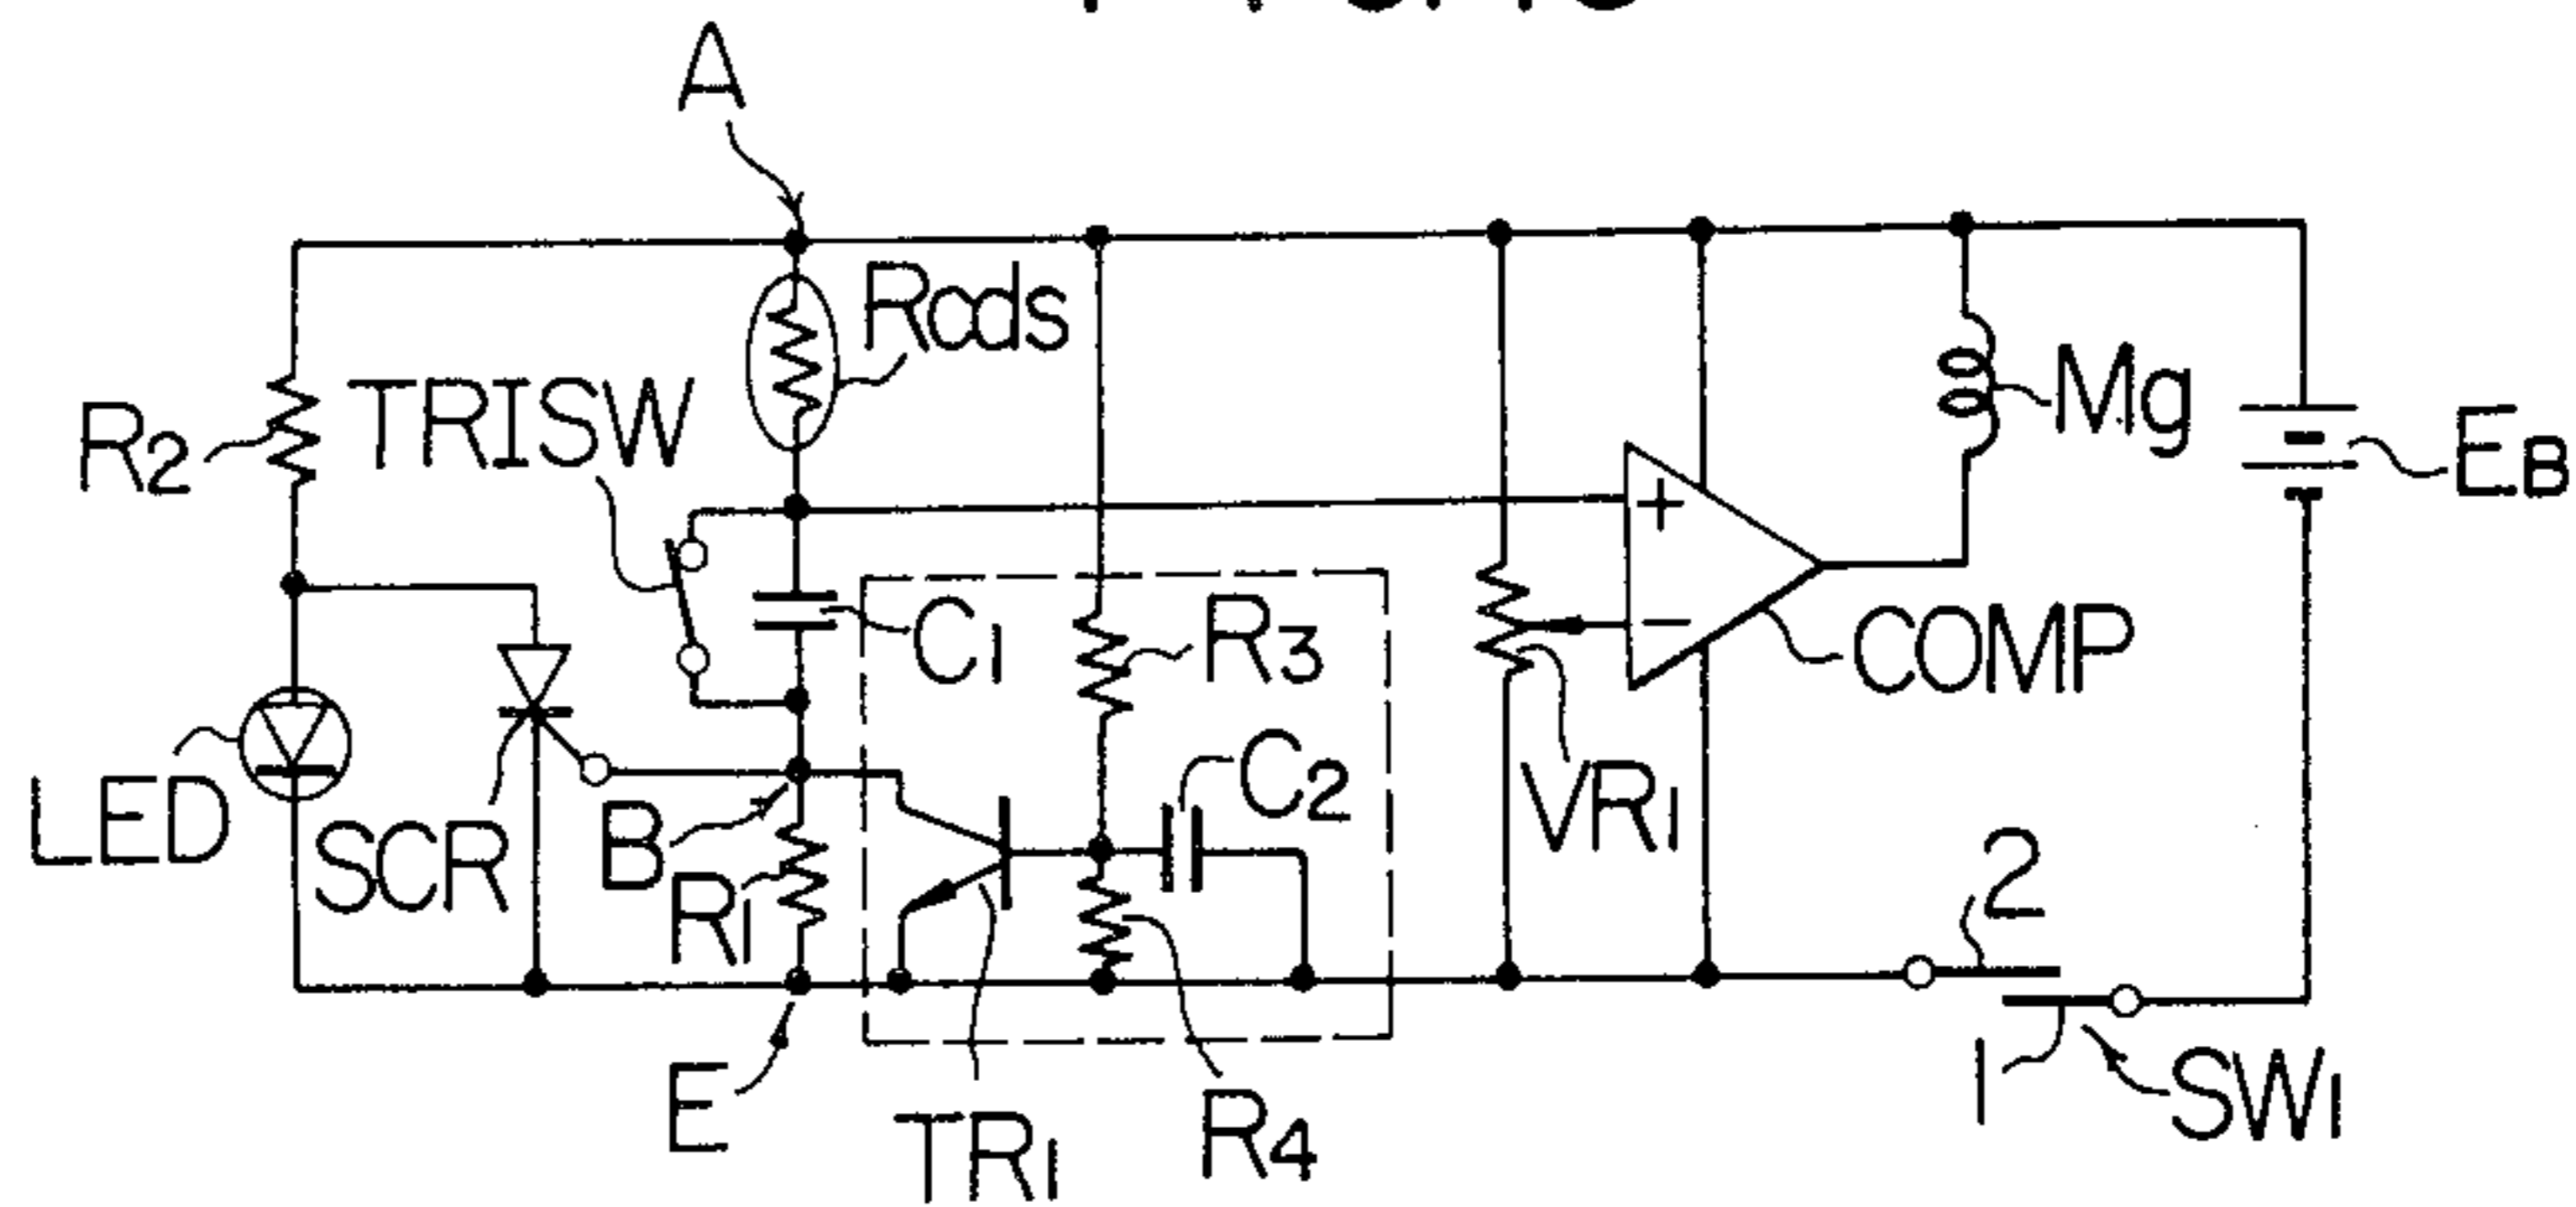 A
Rcds
TRISW
R2
Mg
EB
C1
R3
COMP
LED
SCR
B
R1
C2
VR1
2
1
SW1
E
TR1
R4
+
−